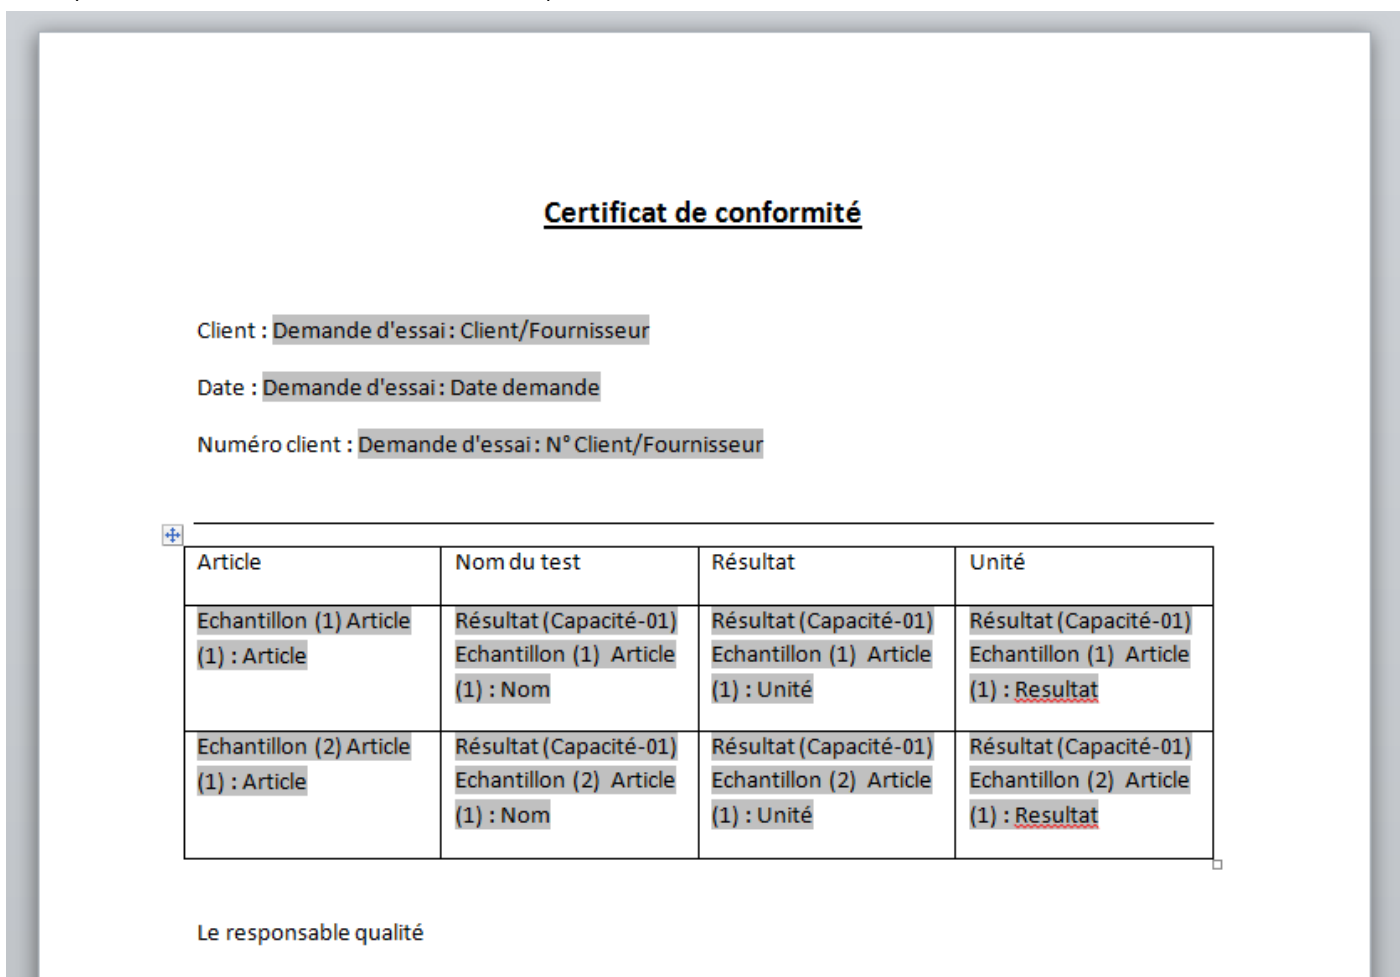 Certificat de conformité
Client : Demande d'essai : Client/Fournisseur
Date : Demande d'essai : Date demande
Numéro client : Demande d'essai : N° Client/Fournisseur
Article
Nom du test
Résultat
Unité
Echantillon (1) Article
(1) : Article
Résultat (Capacité-01)
Echantillon (1) Article
(1) : Nom
Résultat (Capacité-01)
Echantillon (1) Article
(1) : Unité
Résultat (Capacité-01)
Echantillon (1) Article
(1) : Resultat
Echantillon (2) Article
(1) : Article
Résultat (Capacité-01)
Echantillon (2) Article
(1) : Nom
Résultat (Capacité-01)
Echantillon (2) Article
(1) : Unité
Résultat (Capacité-01)
Echantillon (2) Article
(1) : Resultat
Le responsable qualité